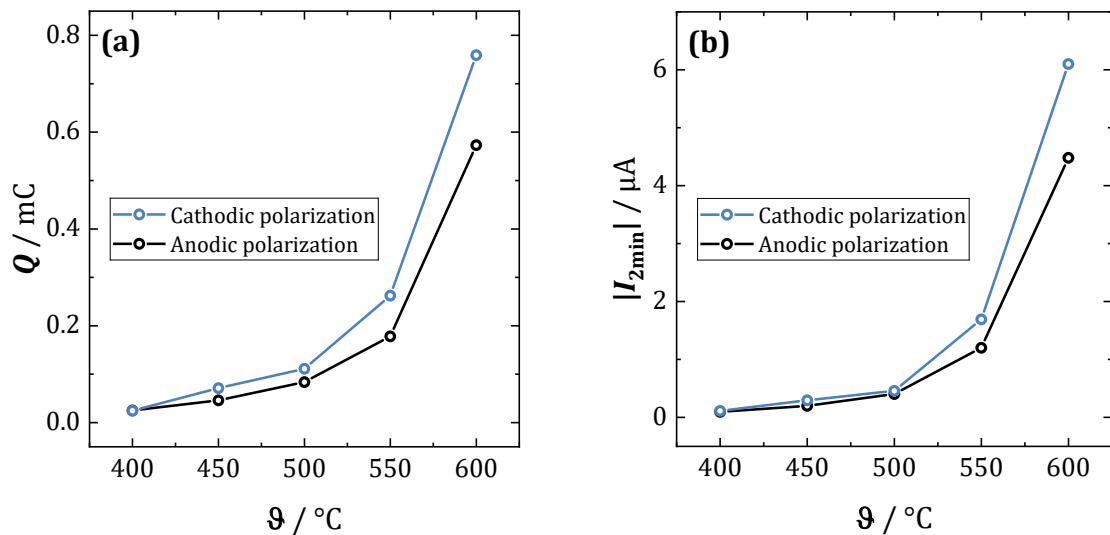 (a)
Q / mC
0.8
0.6
0.4
0.2
0.0
Cathodic polarization
Anodic polarization
400 450 500 550 600
ϑ / °C
(b)
|I2min| / μA
6
4
2
0
Cathodic polarization
Anodic polarization
400 450 500 550 600
ϑ / °C